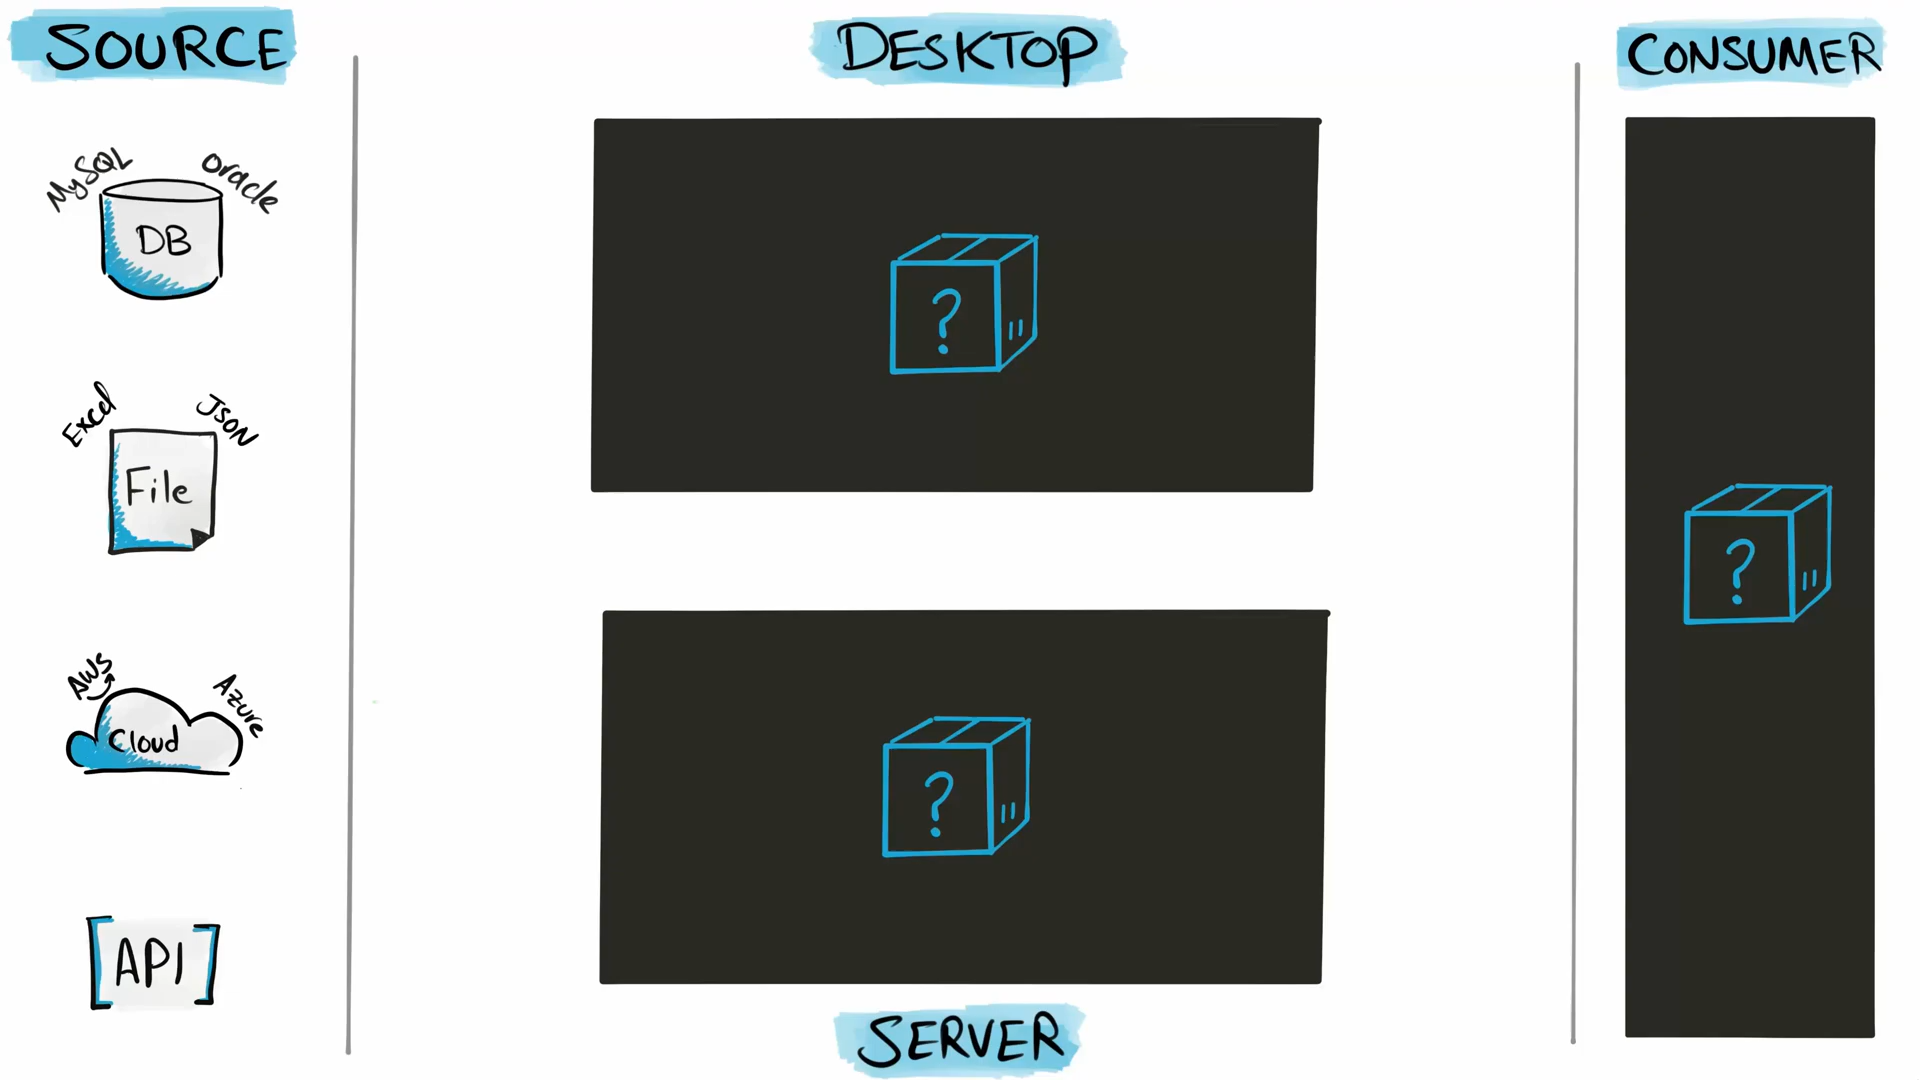 SOURCE
DESKTOP
CONSUMER
MySQL
Oracle
DB
?
Excel
JSON
File
?
AWS
Azure
Cloud
?
API
SERVER